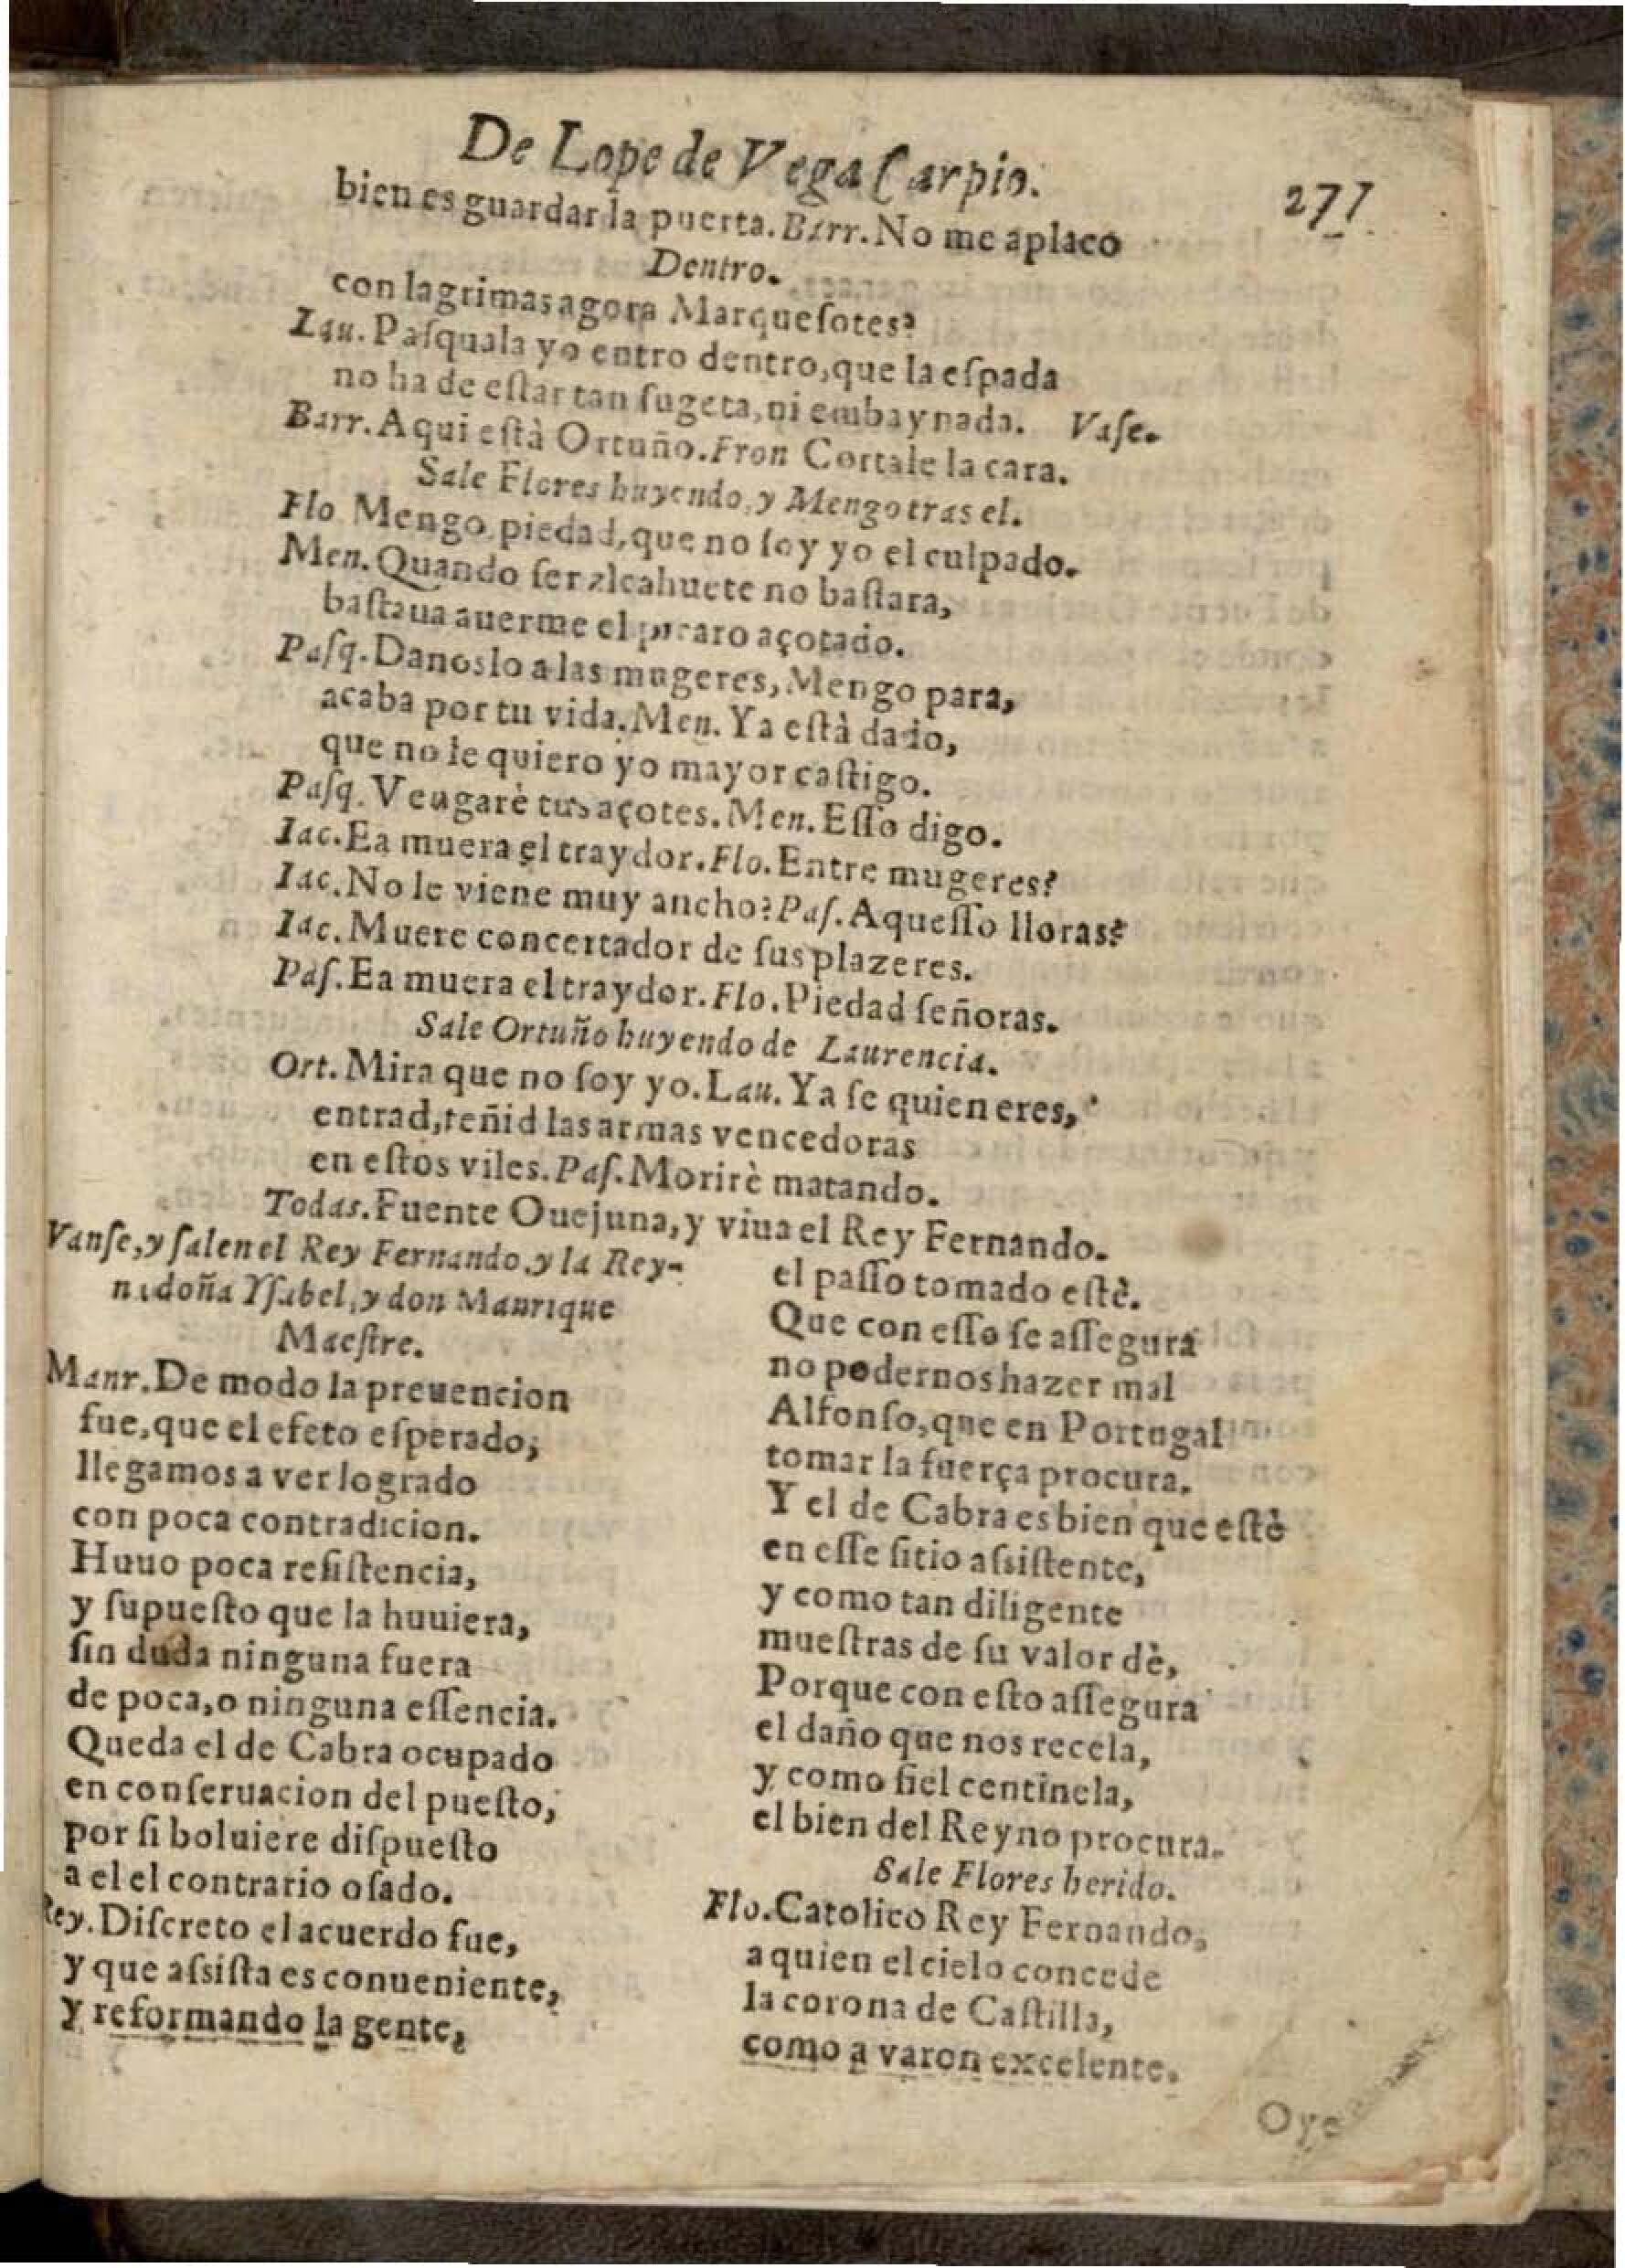 De Lope de Vega Carpio.
277
bien es guardar la puerta. Barr. No me aplaco
Dentro.
con lagrimas agora Marqueſotes?
Lau. Paſquala yo entro dentro, que la eſpada
no ha de eſtar tan ſugeta, ni embaynada. Vaſe.
Barr. Aqui eſtà Ortuño. Fron Cortale la cara.
Sale Flores huyendo, y Mengo tras el.
Flo Mengo piedad, que no ſoy yo el culpado.
Men. Quando ſer alcahuete no baſtara,
baſtaua auerme el picaro açotado.
Paſq. Danoslo a las mugeres, Mengo para,
acaba por tu vida. Men. Ya eſtà dado,
que no le quiero yo mayor caſtigo.
Paſq. Vengarè tus açotes. Men. Eſſo digo.
Iac. Ea muera el traydor. Flo. Entre mugeres?
Iac. No le viene muy ancho? Paſ. Aqueſſo lloras?
Iac. Muere concertador de ſus plazeres.
Paſ. Ea muera el traydor. Flo. Piedad ſeñoras.
Sale Ortuño huyendo de Laurencia.
Ort. Mira que no ſoy yo. Lau. Ya ſe quien eres,
entrad, teñid las armas vencedoras
en eſtos viles. Paſ. Morirè matando.
Todas. Fuente Ouejuna, y viua el Rey Fernando.
Vanſe, y ſalen el Rey Fernando, y la Rey-
na doña Yſabel, y don Manrique
Maeſtre.
Manr. De modo la preuencion
fue, que el efeto eſperado,
llegamos a ver logrado
con poca contradicion.
Huuo poca reſiſtencia,
y ſupueſto que la huuiera,
ſin duda ninguna fuera
de poca, o ninguna eſſencia.
Queda el de Cabra ocupado
en conſeruacion del pueſto,
por ſi boluiere diſpueſto
a el el contrario oſado.
Rey. Diſcreto el acuerdo fue,
y que aſsiſta es conueniente,
y reformando la gente,
el paſſo tomado eſtè.
Que con eſſo ſe aſſegura
no podernos hazer mal
Alfonſo, que en Portugal
tomar la fuerça procura.
Y el de Cabra es bien que eſtè
en eſſe ſitio aſsiſtente,
y como tan diligente
mueſtras de ſu valor dè,
Porque con eſto aſſegura
el daño que nos recela,
y como fiel centinela,
el bien del Reyno procura.
Sale Flores herido.
Flo. Catolico Rey Fernando,
a quien el cielo concede
la corona de Caſtilla,
como a varon excelente.
Oye